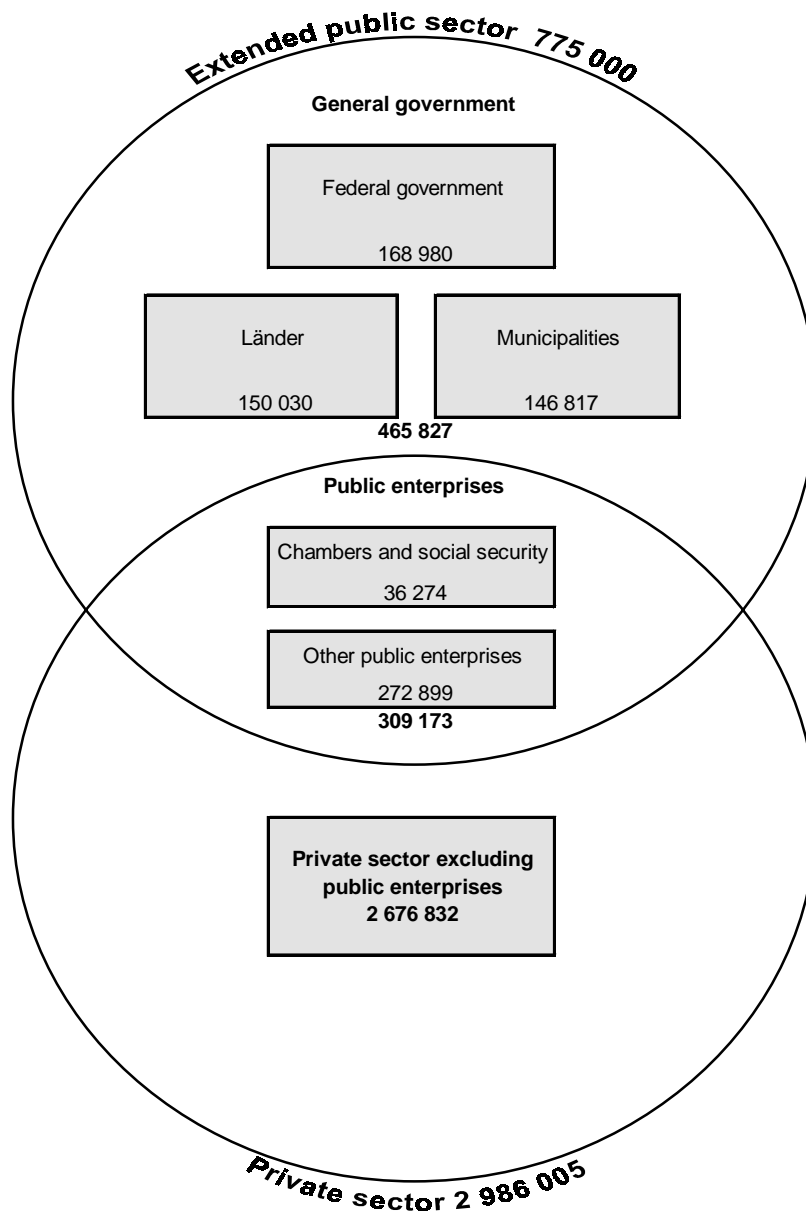 Extended public sector 775 000
General government
Federal government
168 980
Länder
150 030
Municipalities
146 817
465 827
Public enterprises
Chambers and social security
36 274
Other public enterprises
272 899
309 173
Private sector excluding
public enterprises
2 676 832
Private sector 2 986 005